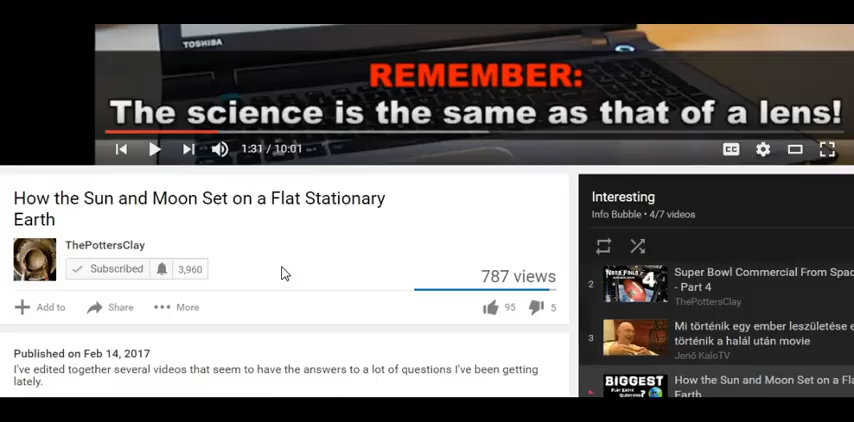 TOSHIBA
REMEMBER:
The science is the same as that of a lens!
1:31 / 10:01
CC
How the Sun and Moon Set on a Flat Stationary
Earth
ThePottersClay
Subscribed
3,960
787 views
Add to
Share
More
95
5
Published on Feb 14, 2017
I've edited together several videos that seem to have the answers to a lot of questions I've been getting
lately.
Interesting
Info Bubble • 4/7 videos
2
4
Super Bowl Commercial From Spac
- Part 4
ThePottersClay
3
Mi történik egy ember leszületése e
történik a halál után movie
Jenő KaloTV
BIGGEST
How the Sun and Moon Set on a Fla
Earth